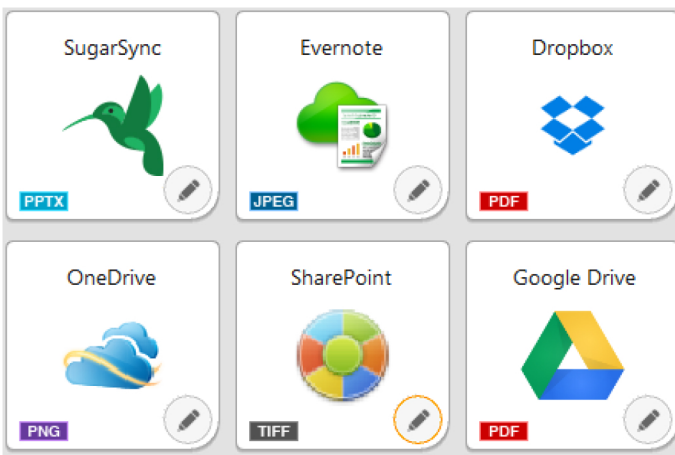 SugarSync
Evernote
Dropbox
PPTX
JPEG
PDF
OneDrive
SharePoint
Google Drive
PNG
TIFF
PDF